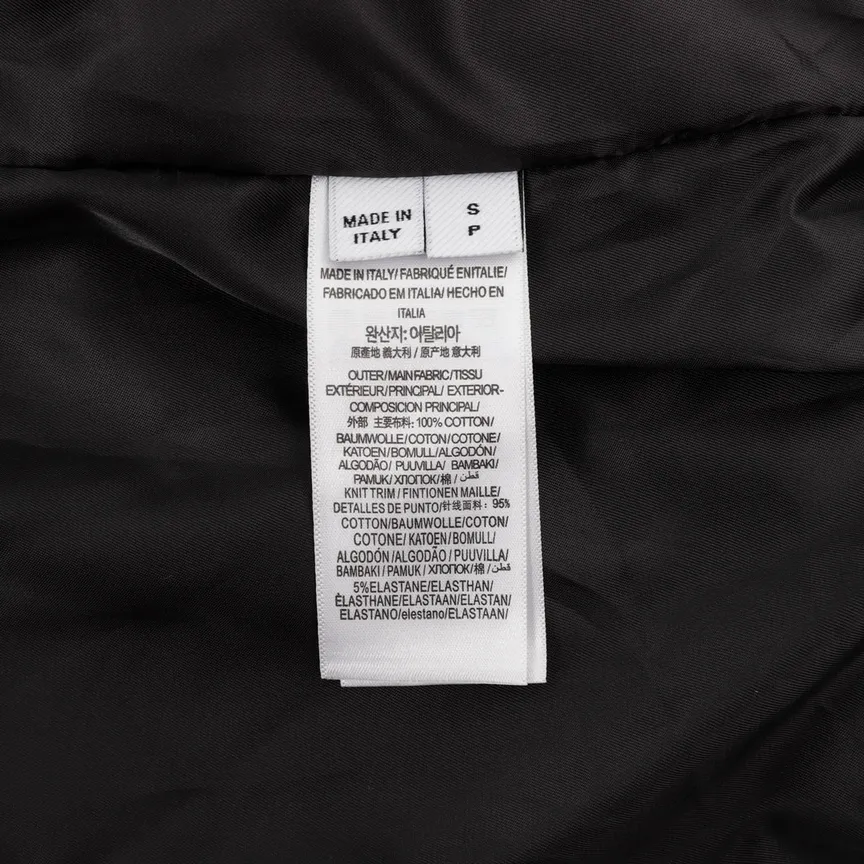 MADE IN
ITALY
S
P
MADE IN ITALY/ FABRIQUÉ ENITALIE/
FABRICADO EM ITALIA/ HECHO EN
ITALIA
완산지: 이탈리아
原產地 義大利 / 原产地 意大利
OUTER/MAIN FABRIC/TISSU
EXTÉRIEUR/PRINCIPAL/ EXTERIOR-
COMPOSICION PRINCIPAL/
外部 主要布料: 100% COTTON/
BAUMWOLLE/COTON/COTONE/
KATOEN/BOMULL/ALGODÓN/
ALGODÃO/ PUUVILLA/ BAMBAKI/
PAMUK/ ХЛОПОК/棉/ قطن/
KNIT TRIM / FINTIONEN MAILLE/
DETALLES DE PUNTO/针线面料: 95%
COTTON/BAUMWOLLE/COTON/
COTONE/ KATOEN/BOMULL/
ALGODÓN /ALGODÃO / PUUVILLA/
BAMBAKI / PAMUK / ХЛОПОК/棉/ قطن/
5%ELASTANE/ELASTHAN/
ÈLASTHANE/ELASTAAN/ELASTAN/
ELASTANO/elestano/ELASTAAN/